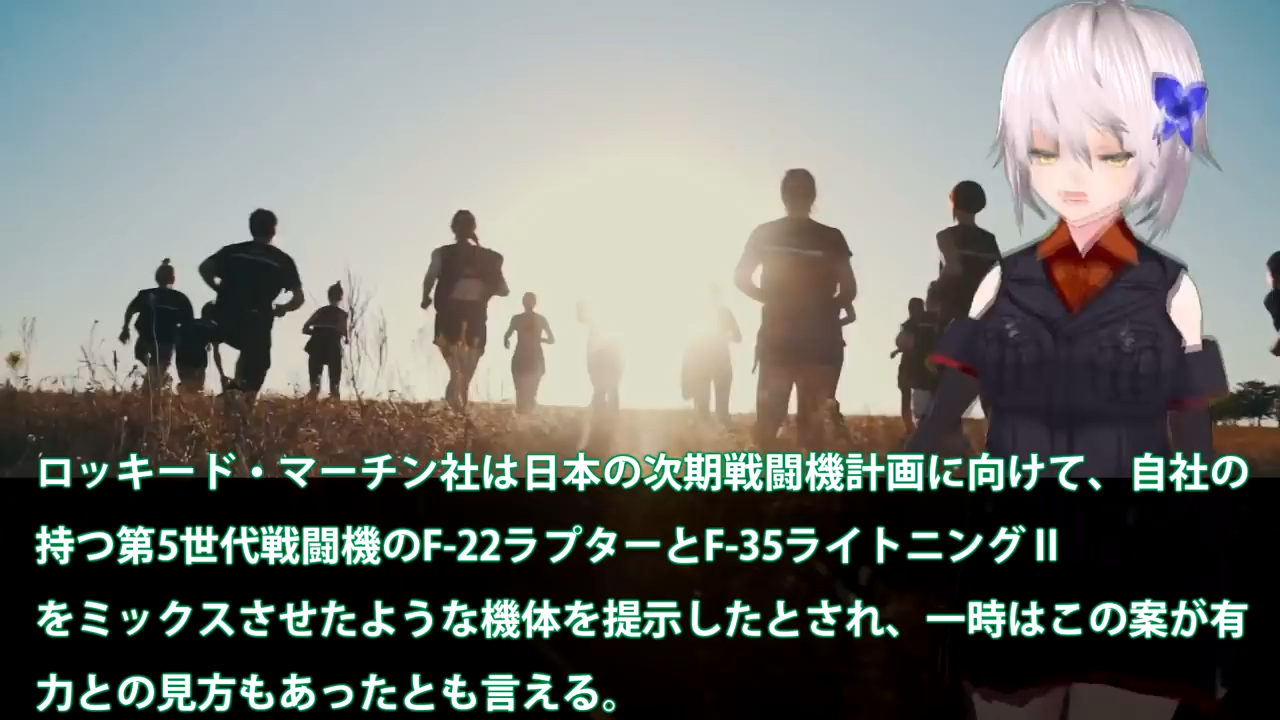 ロッキード・マーチン社は日本の次期戦闘機計画に向けて、自社の
持つ第5世代戦闘機のF-22ラプターとF-35ライトニングⅡ
をミックスさせたような機体を提示したとされ、一時はこの案が有
力との見方もあったとも言える。